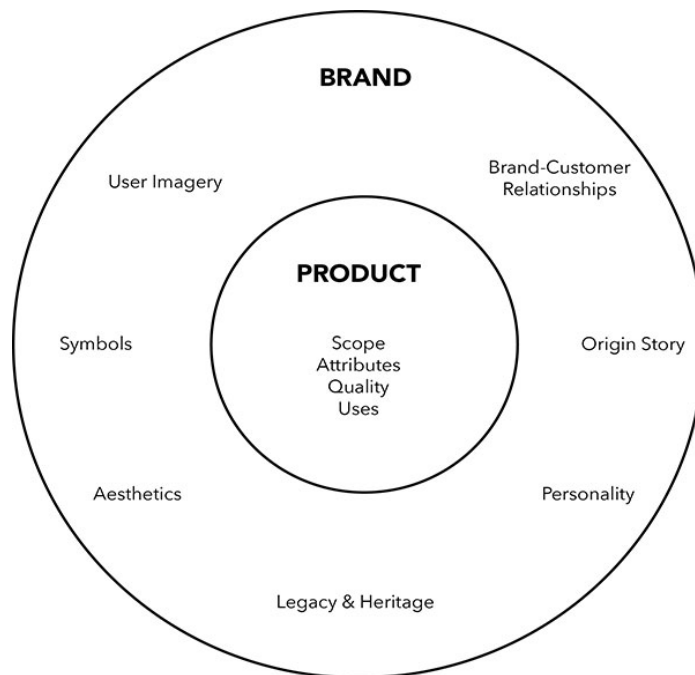 BRAND
User Imagery
Brand-Customer
Relationships
PRODUCT
Symbols
Scope
Attributes
Quality
Uses
Origin Story
Aesthetics
Personality
Legacy & Heritage